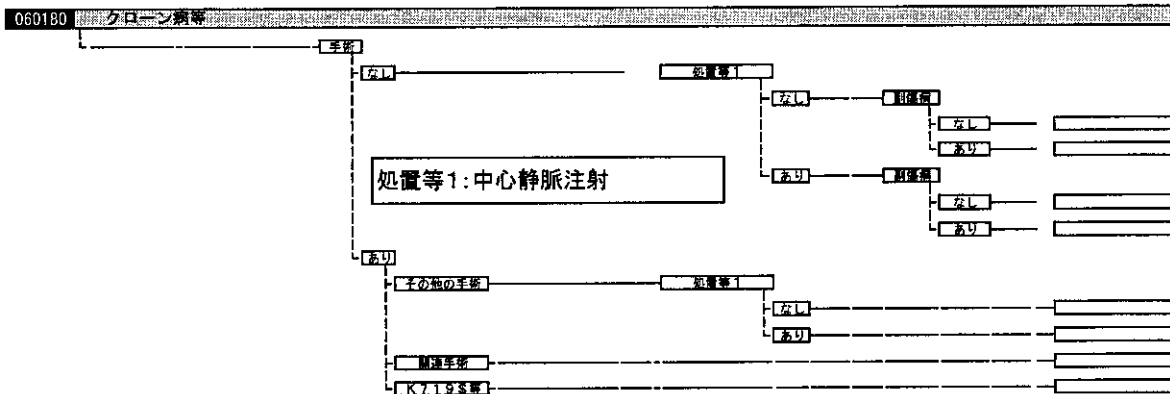 060180 クローン病等
手術
なし 処置等1
なし 副傷病
なし
あり
処置等1:中心静脈注射
あり 副傷病
なし
あり
あり
その他の手術 処置等1
なし
あり
関連手術
K719$等